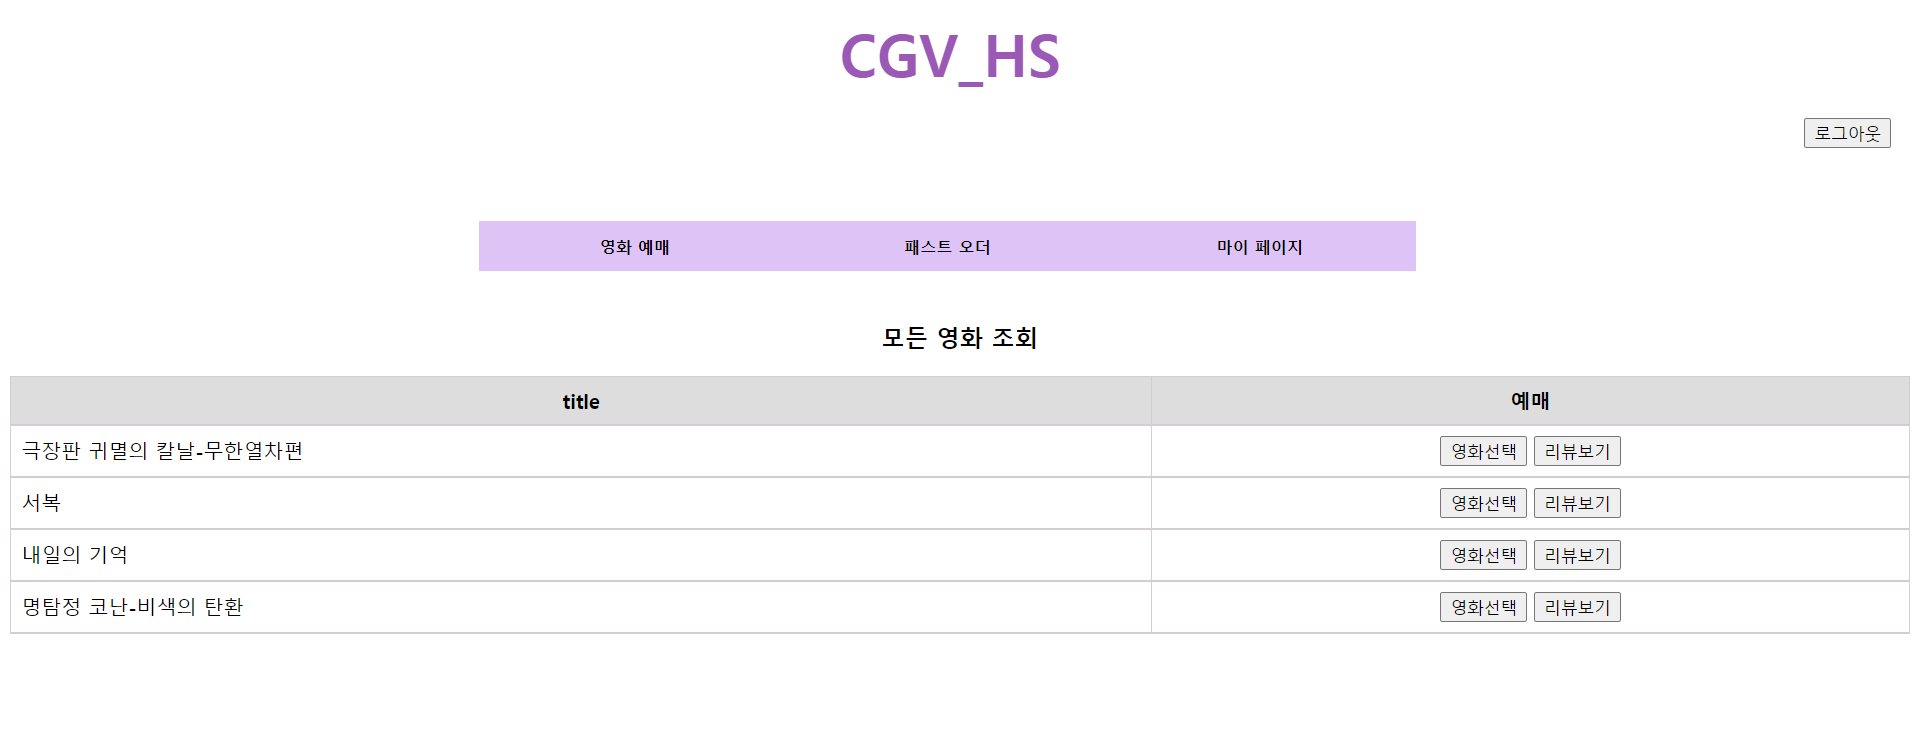 CGV_HS
로그아웃
영화 예매 패스트 오더 마이 페이지
모든 영화 조회
title 예매
극장판 귀멸의 칼날-무한열차편 영화선택 리뷰보기
서복 영화선택 리뷰보기
내일의 기억 영화선택 리뷰보기
명탐정 코난-비색의 탄환 영화선택 리뷰보기